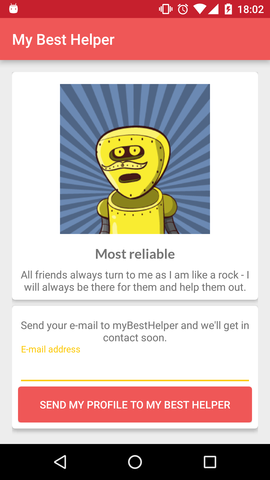 18:02
My Best Helper
Most reliable
All friends always turn to me as I am like a rock - I
will always be there for them and help them out.
Send your e-mail to myBestHelper and we'll get in
contact soon.
E-mail address
SEND MY PROFILE TO MY BEST HELPER